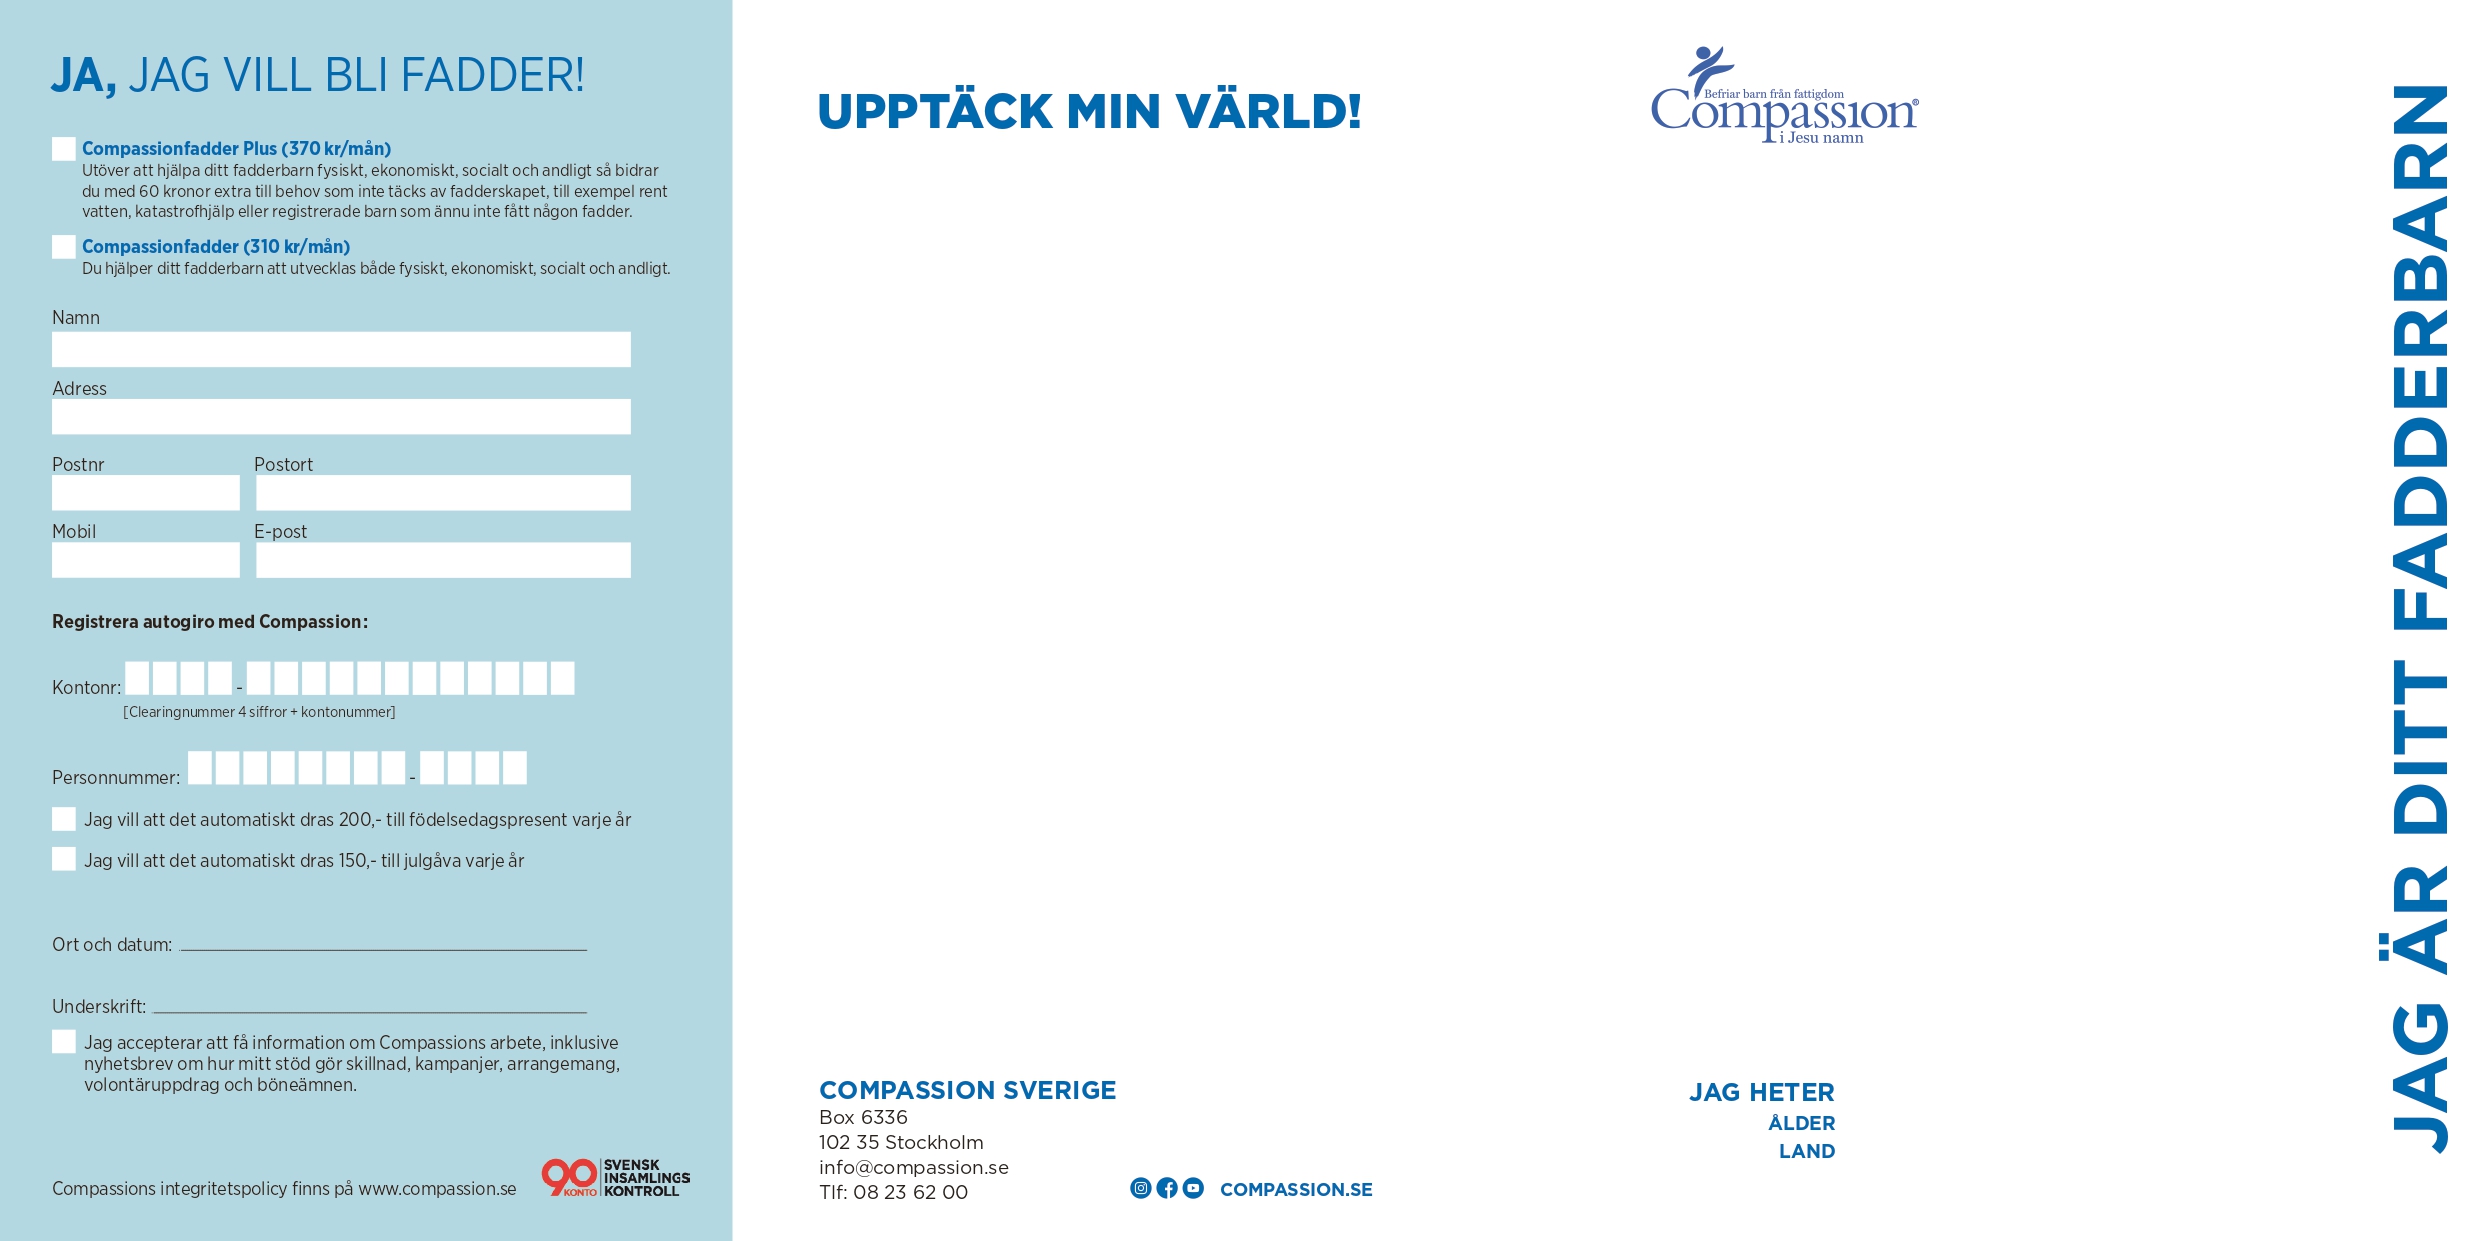 JA, JAG VILL BLI FADDER!
Compassionfadder Plus (370 kr/mån)
Utöver att hjälpa ditt fadderbarn fysiskt, ekonomiskt, socialt och andligt så bidrar
du med 60 kronor extra till behov som inte täcks av fadderskapet, till exempel rent
vatten, katastrofhjälp eller registrerade barn som ännu inte fått någon fadder.
Compassionfadder (310 kr/mån)
Du hjälper ditt fadderbarn att utvecklas både fysiskt, ekonomiskt, socialt och andligt.
Namn
Adress
Postnr Postort
Mobil E-post
Registrera autogiro med Compassion:
Kontonr: -
[Clearingnummer 4 siffror + kontonummer]
Personnummer: -
Jag vill att det automatiskt dras 200,- till födelsedagspresent varje år
Jag vill att det automatiskt dras 150,- till julgåva varje år
Ort och datum:
Underskrift:
Jag accepterar att få information om Compassions arbete, inklusive
nyhetsbrev om hur mitt stöd gör skillnad, kampanjer, arrangemang,
volontäruppdrag och böneämnen.
Compassions integritetspolicy finns på www.compassion.se
90 KONTO
SVENSK
INSAMLINGS
KONTROLL
UPPTÄCK MIN VÄRLD!
COMPASSION SVERIGE
Box 6336
102 35 Stockholm
info@compassion.se
Tlf: 08 23 62 00
COMPASSION.SE
Befriar barn från fattigdom
Compassion®
i Jesu namn
JAG HETER
ÅLDER
LAND
JAG ÄR DITT FADDERBARN